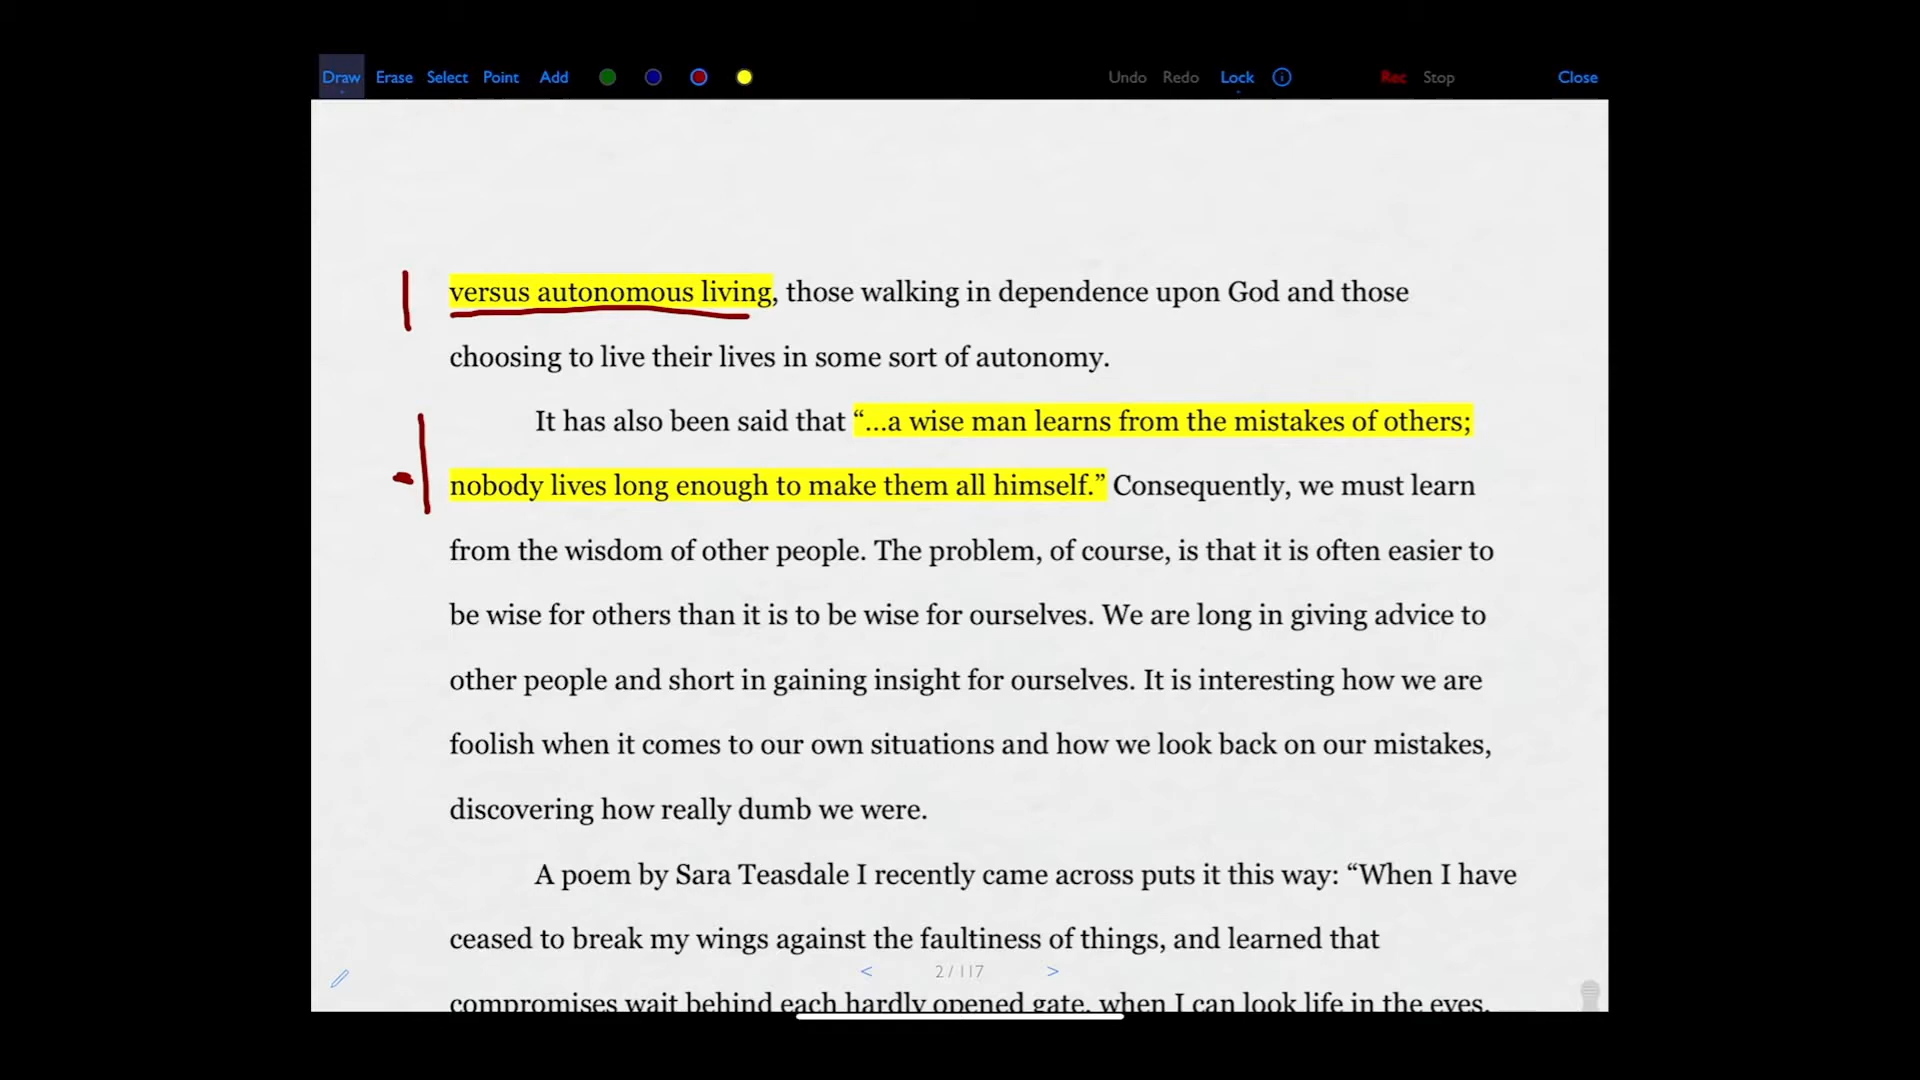 Draw Erase Select Point Add Undo Redo Lock Rec Stop Close
versus autonomous living, those walking in dependence upon God and those
choosing to live their lives in some sort of autonomy.
It has also been said that “…a wise man learns from the mistakes of others;
nobody lives long enough to make them all himself.” Consequently, we must learn
from the wisdom of other people. The problem, of course, is that it is often easier to
be wise for others than it is to be wise for ourselves. We are long in giving advice to
other people and short in gaining insight for ourselves. It is interesting how we are
foolish when it comes to our own situations and how we look back on our mistakes,
discovering how really dumb we were.
A poem by Sara Teasdale I recently came across puts it this way: “When I have
ceased to break my wings against the faultiness of things, and learned that
< 2 / 117 >
compromises wait behind each hardly opened gate, when I can look life in the eyes,